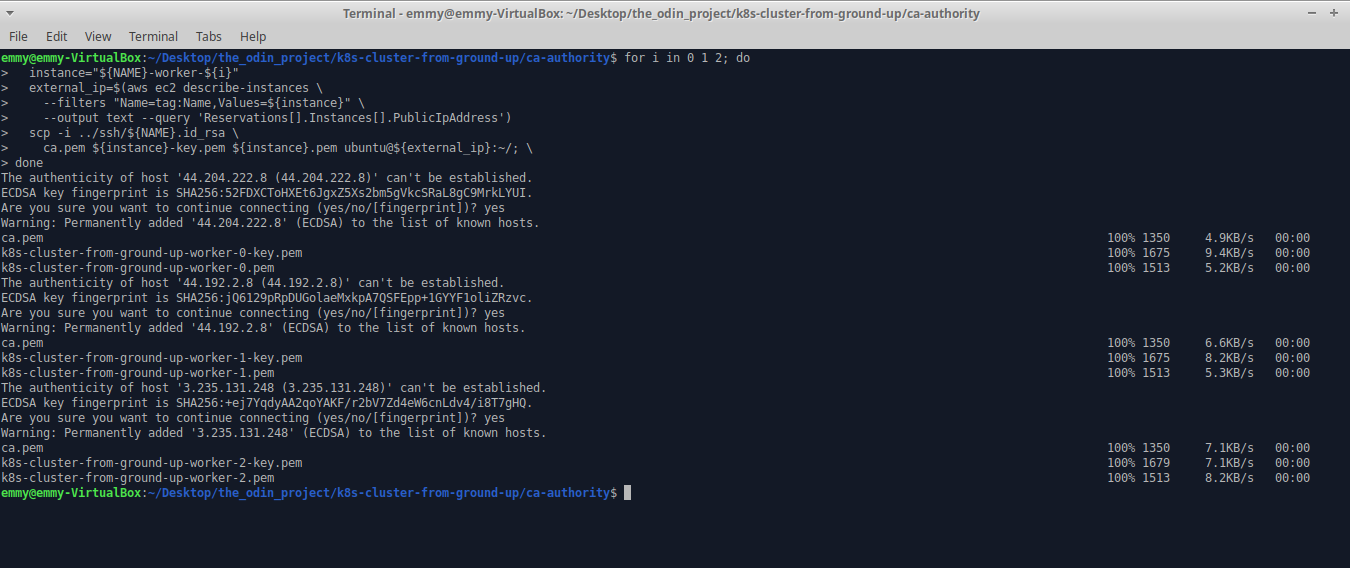 Terminal - emmy@emmy-VirtualBox: ~/Desktop/the_odin_project/k8s-cluster-from-ground-up/ca-authority
File Edit View Terminal Tabs Help
emmy@emmy-VirtualBox:~/Desktop/the_odin_project/k8s-cluster-from-ground-up/ca-authority$ for i in 0 1 2; do
>   instance="${NAME}-worker-${i}"
>   external_ip=$(aws ec2 describe-instances \
>     --filters "Name=tag:Name,Values=${instance}" \
>     --output text --query 'Reservations[].Instances[].PublicIpAddress')
>   scp -i ../ssh/${NAME}.id_rsa \
>     ca.pem ${instance}-key.pem ${instance}.pem ubuntu@${external_ip}:~/; \
> done
The authenticity of host '44.204.222.8 (44.204.222.8)' can't be established.
ECDSA key fingerprint is SHA256:52FDXCToHXEt6JgxZ5Xs2bm5gVkcSRaL8gC9MrkLYUI.
Are you sure you want to continue connecting (yes/no/[fingerprint])? yes
Warning: Permanently added '44.204.222.8' (ECDSA) to the list of known hosts.
ca.pem 100% 1350 4.9KB/s 00:00
k8s-cluster-from-ground-up-worker-0-key.pem 100% 1675 9.4KB/s 00:00
k8s-cluster-from-ground-up-worker-0.pem 100% 1513 5.2KB/s 00:00
The authenticity of host '44.192.2.8 (44.192.2.8)' can't be established.
ECDSA key fingerprint is SHA256:jQ6129pRpDUGolaeMxkpA7QSFEpp+1GYYF1oliZRzvc.
Are you sure you want to continue connecting (yes/no/[fingerprint])? yes
Warning: Permanently added '44.192.2.8' (ECDSA) to the list of known hosts.
ca.pem 100% 1350 6.6KB/s 00:00
k8s-cluster-from-ground-up-worker-1-key.pem 100% 1675 8.2KB/s 00:00
k8s-cluster-from-ground-up-worker-1.pem 100% 1513 5.3KB/s 00:00
The authenticity of host '3.235.131.248 (3.235.131.248)' can't be established.
ECDSA key fingerprint is SHA256:+ej7YqdyAA2qoYAKF/r2bV7Zd4eW6cnLdv4/i8T7gHQ.
Are you sure you want to continue connecting (yes/no/[fingerprint])? yes
Warning: Permanently added '3.235.131.248' (ECDSA) to the list of known hosts.
ca.pem 100% 1350 7.1KB/s 00:00
k8s-cluster-from-ground-up-worker-2-key.pem 100% 1679 7.1KB/s 00:00
k8s-cluster-from-ground-up-worker-2.pem 100% 1513 8.2KB/s 00:00
emmy@emmy-VirtualBox:~/Desktop/the_odin_project/k8s-cluster-from-ground-up/ca-authority$